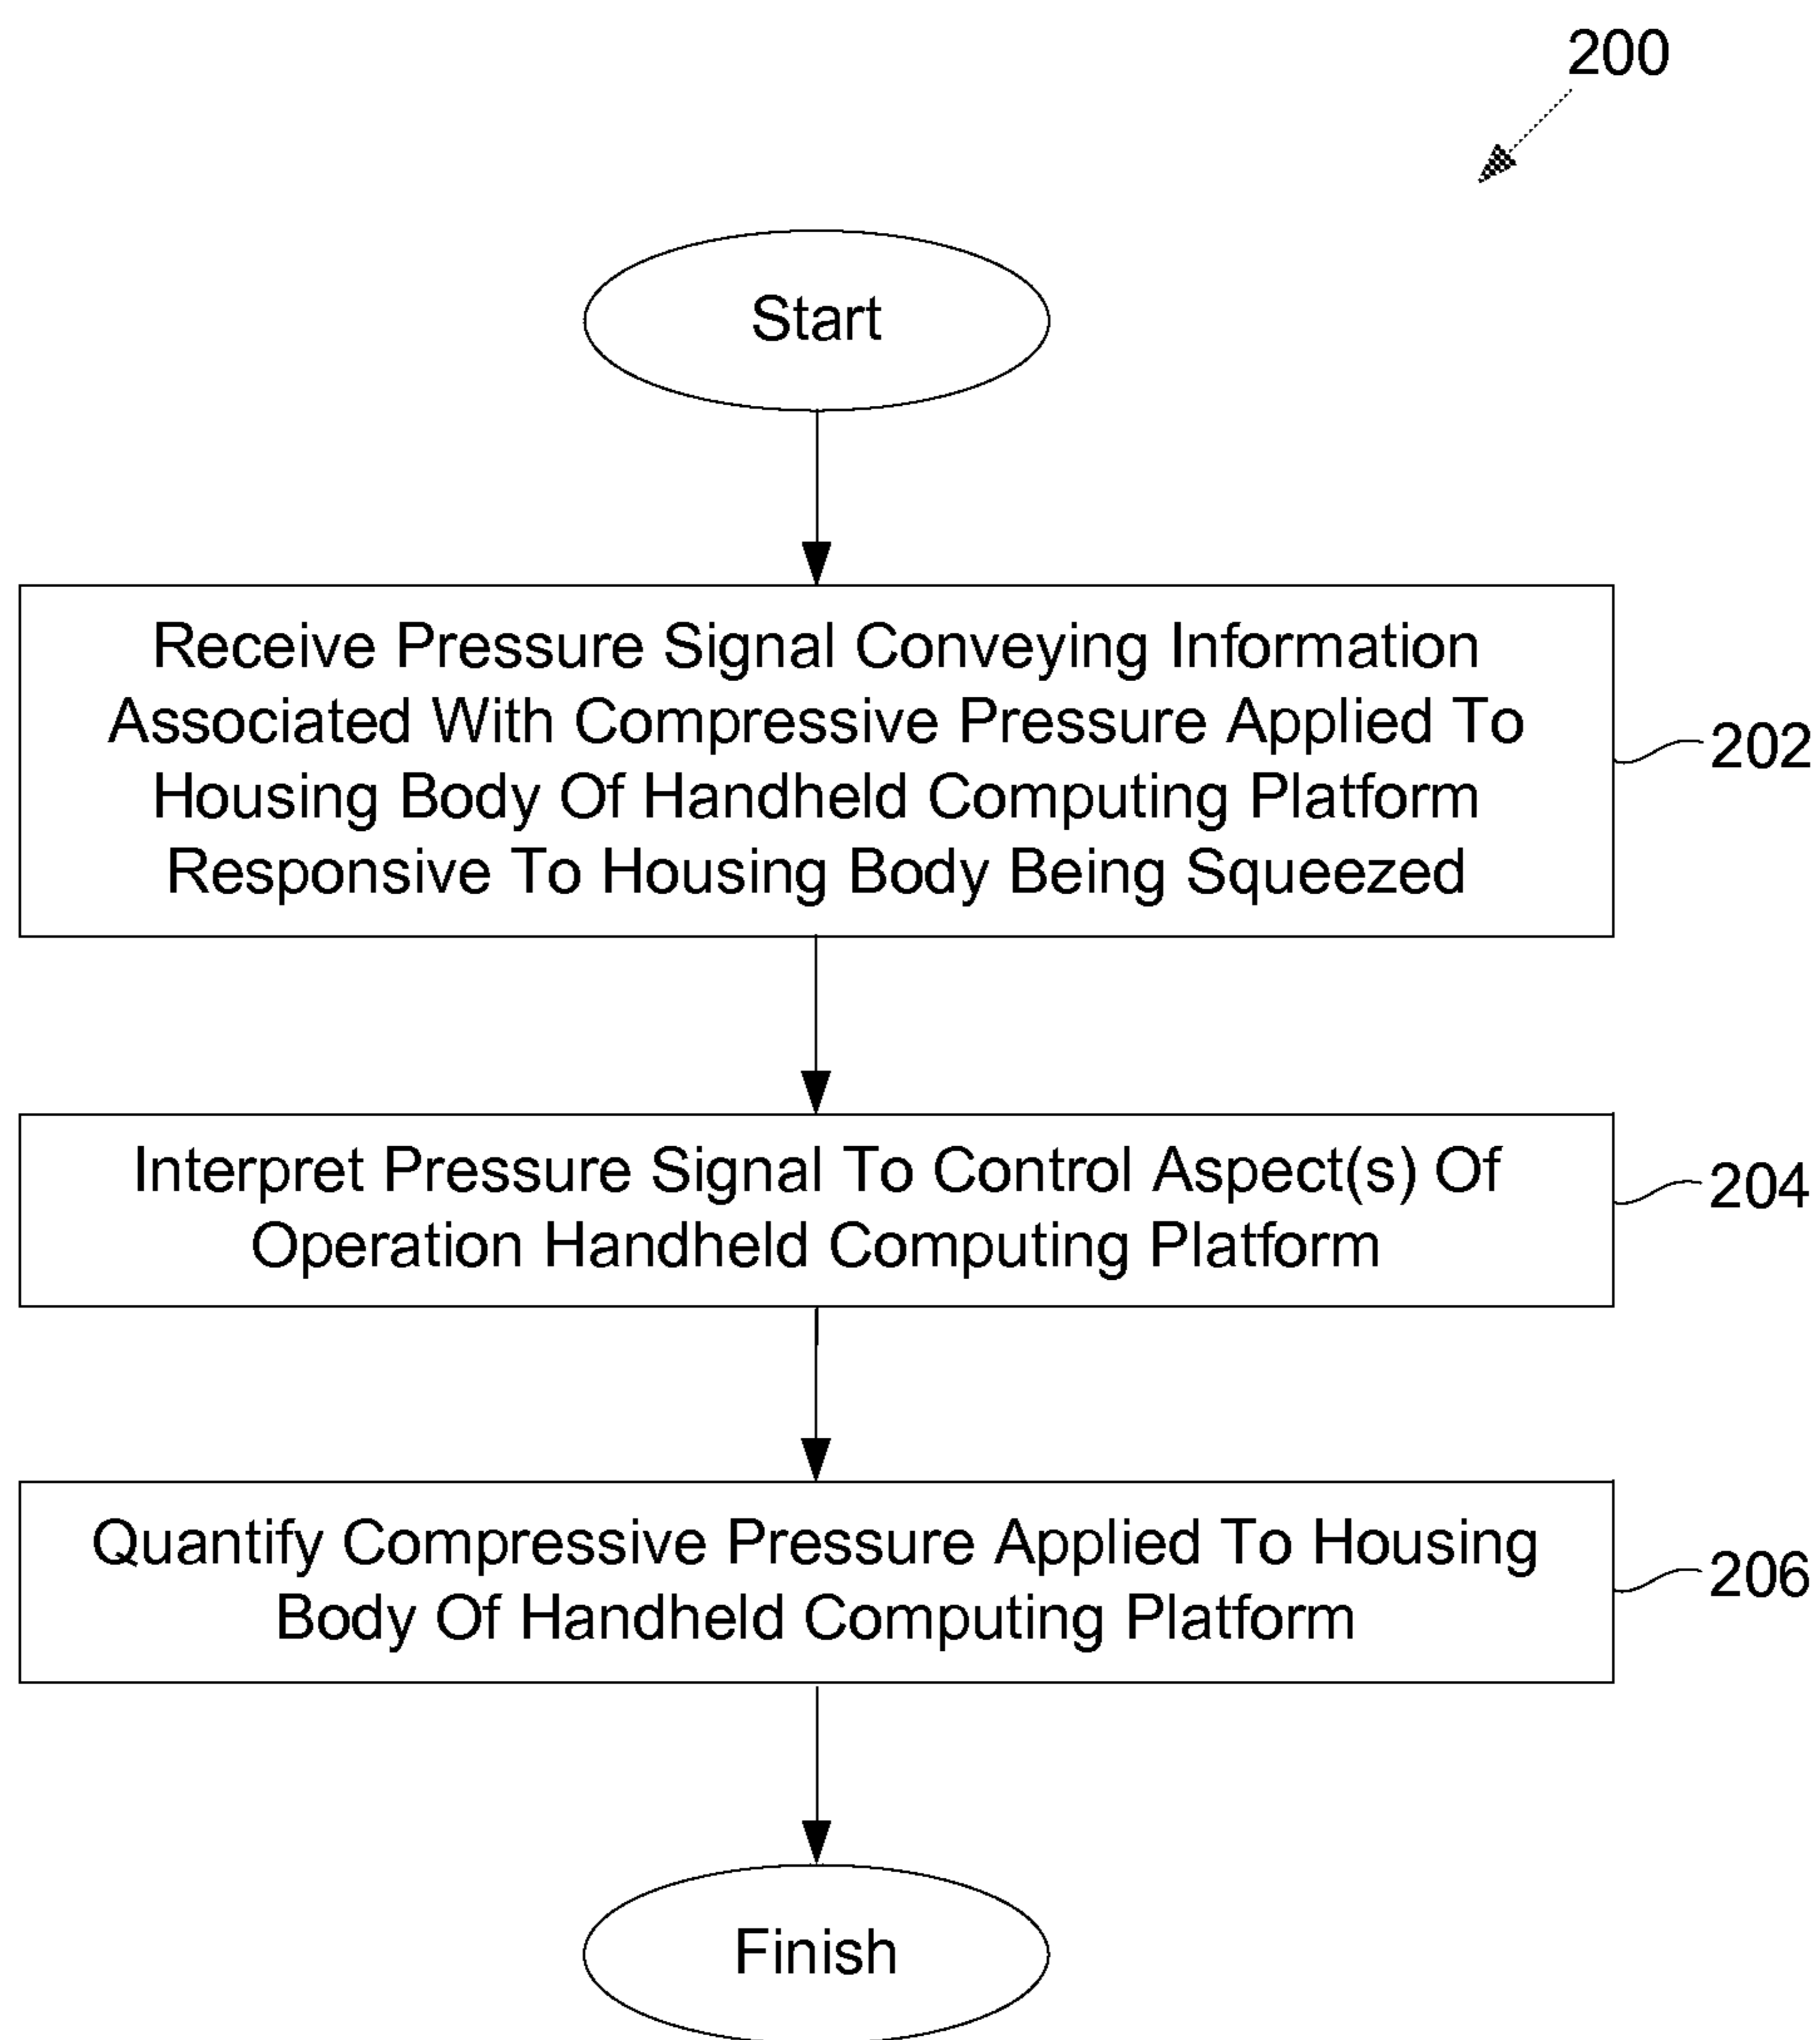 200
Start
Receive Pressure Signal Conveying Information
Associated With Compressive Pressure Applied To
Housing Body Of Handheld Computing Platform
Responsive To Housing Body Being Squeezed
202
Interpret Pressure Signal To Control Aspect(s) Of
Operation Handheld Computing Platform
204
Quantify Compressive Pressure Applied To Housing
Body Of Handheld Computing Platform
206
Finish